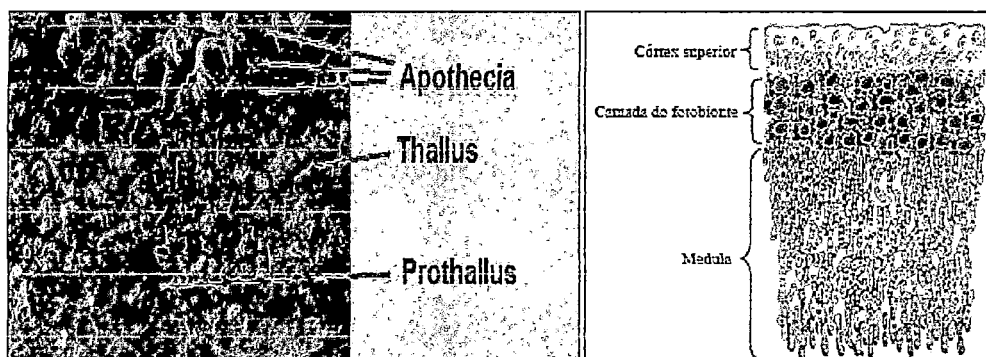 Apothecia
Thallus
Prothallus
Córtex superior
Camada do fotobionte
Medula